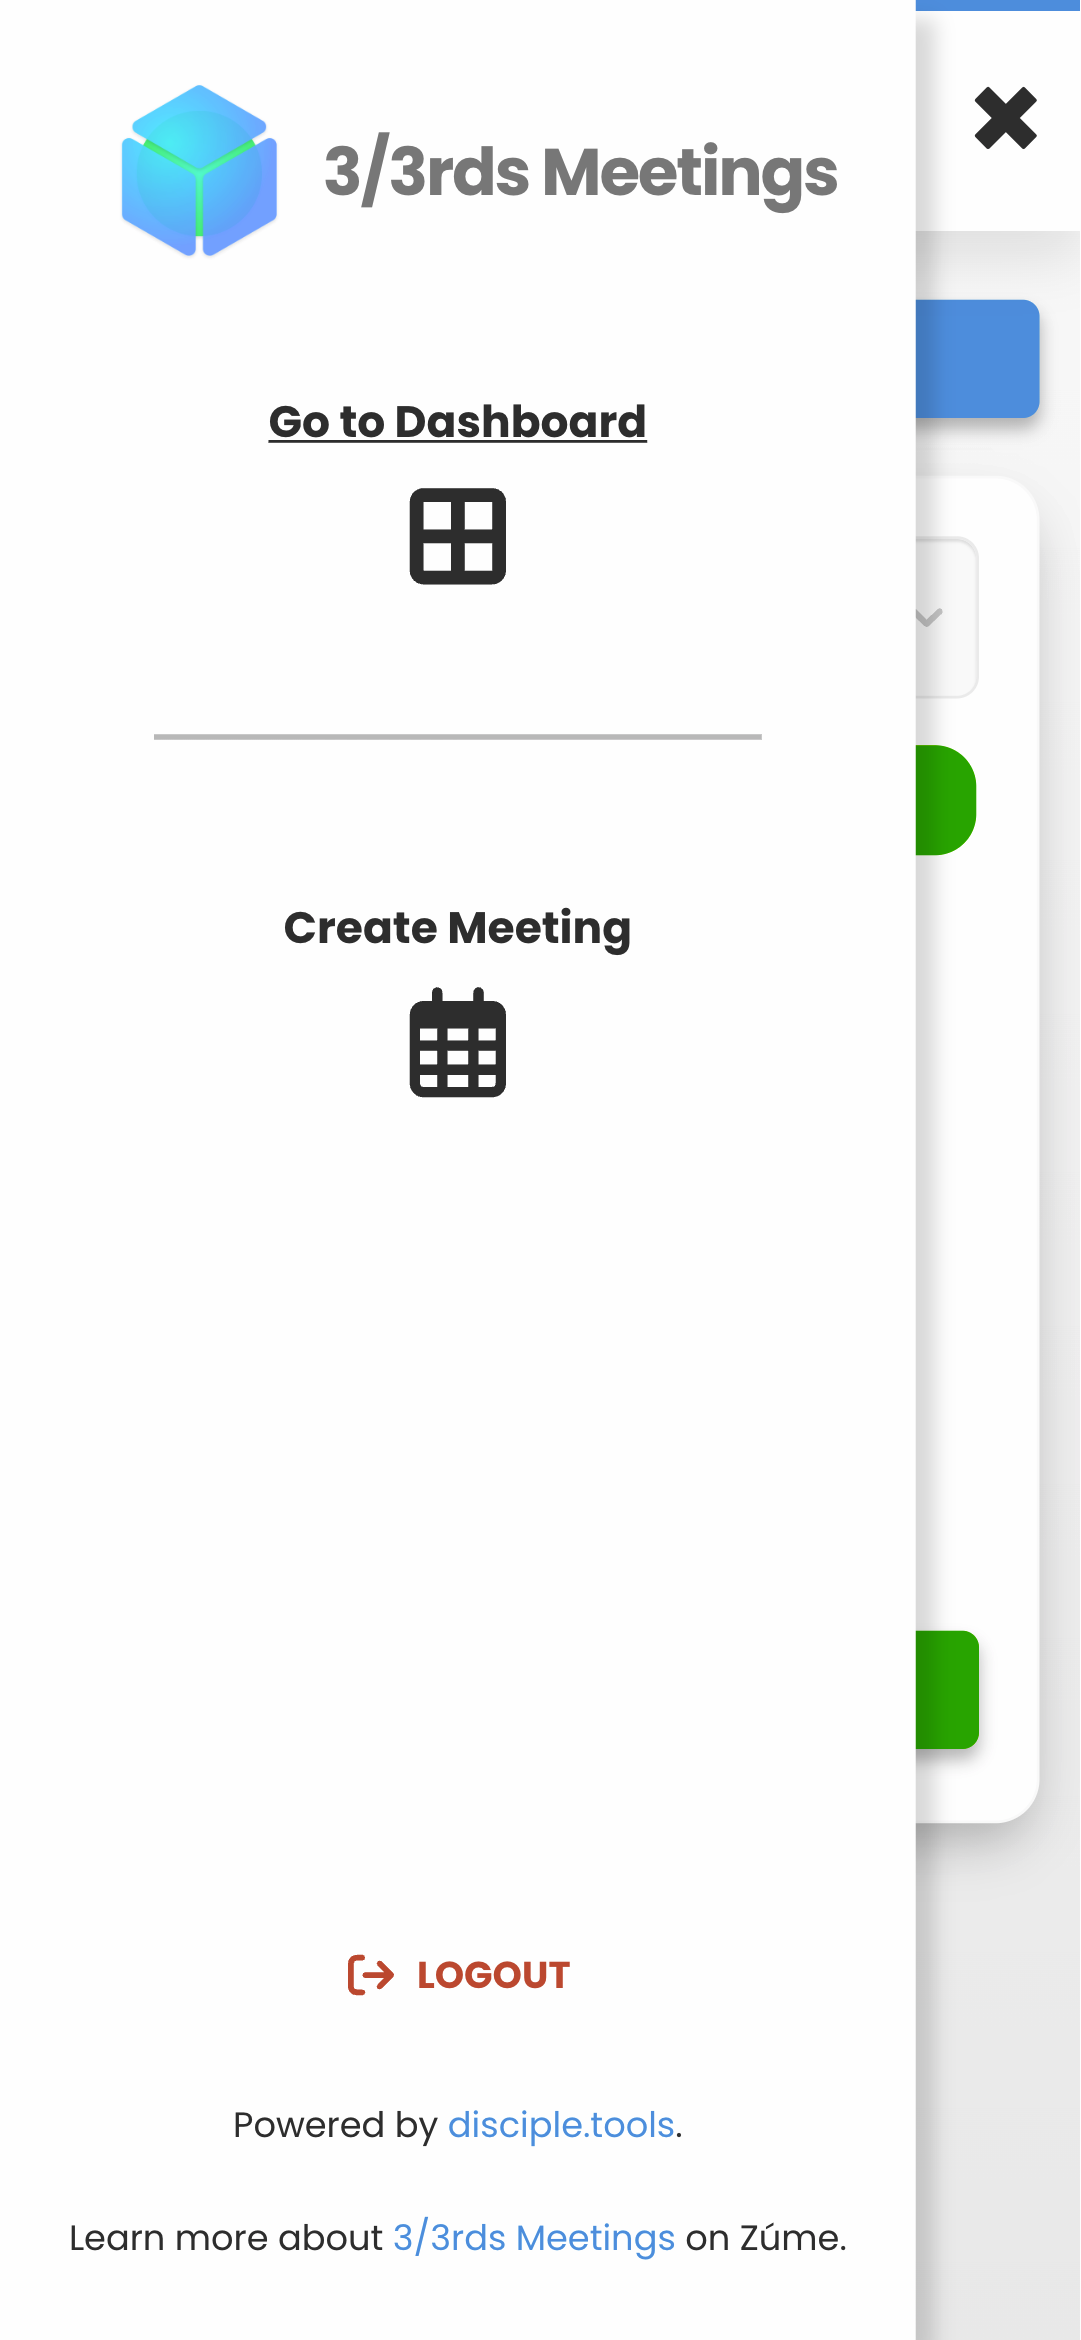 3/3rds Meetings
Go to Dashboard
Create Meeting
LOGOUT
Powered by disciple.tools.
Learn more about 3/3rds Meetings on Zúme.